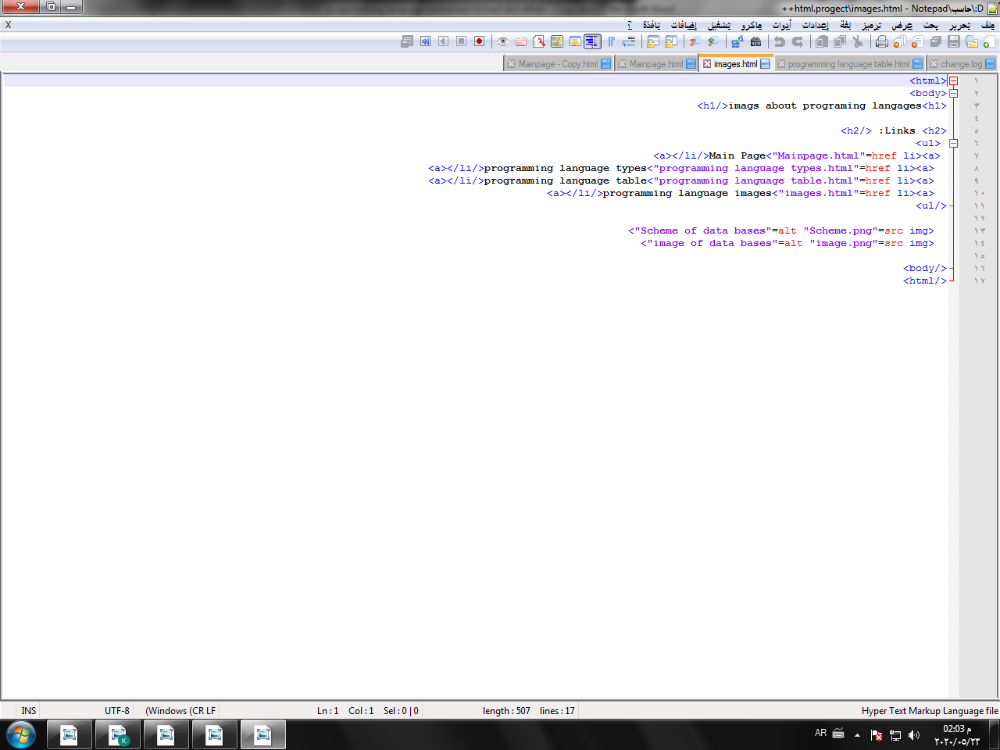 D:\حاسب\html.progect\images.html - Notepad++
ملف تحرير بحث عرض ترميز لغة إعدادات أدوات ماكرو تشغيل إضافات نافذة ? X
Mainpage - Copy.html Mainpage.html images.html programming language table.html change.log
١ <html>
٢ <body>
٣ <h1/>imags about programing langages<h1>
٤
٥ <h2/> :Links <h2>
٦ <ul>
٧ <a></li/>Main Page<"Mainpage.html"=href li><a>
٨ <a></li/>programming language types<"programming language types.html"=href li><a>
٩ <a></li/>programming language table<"programming language table.html"=href li><a>
١٠ <a></li/>programming language images<"images.html"=href li><a>
١١ <ul/>
١٢
١٣ <"Scheme of data bases"=alt "Scheme.png"=src img>
١٤ <"image of data bases"=alt "image.png"=src img>
١٥
١٦ <body/>
١٧ <html/>
INS UTF-8 (Windows (CR LF Ln : 1 Col : 1 Sel : 0 | 0 length : 507 lines : 17 Hyper Text Markup Language file
K AR 02:03 م
٢٠٢٠/٠٥/٢٣